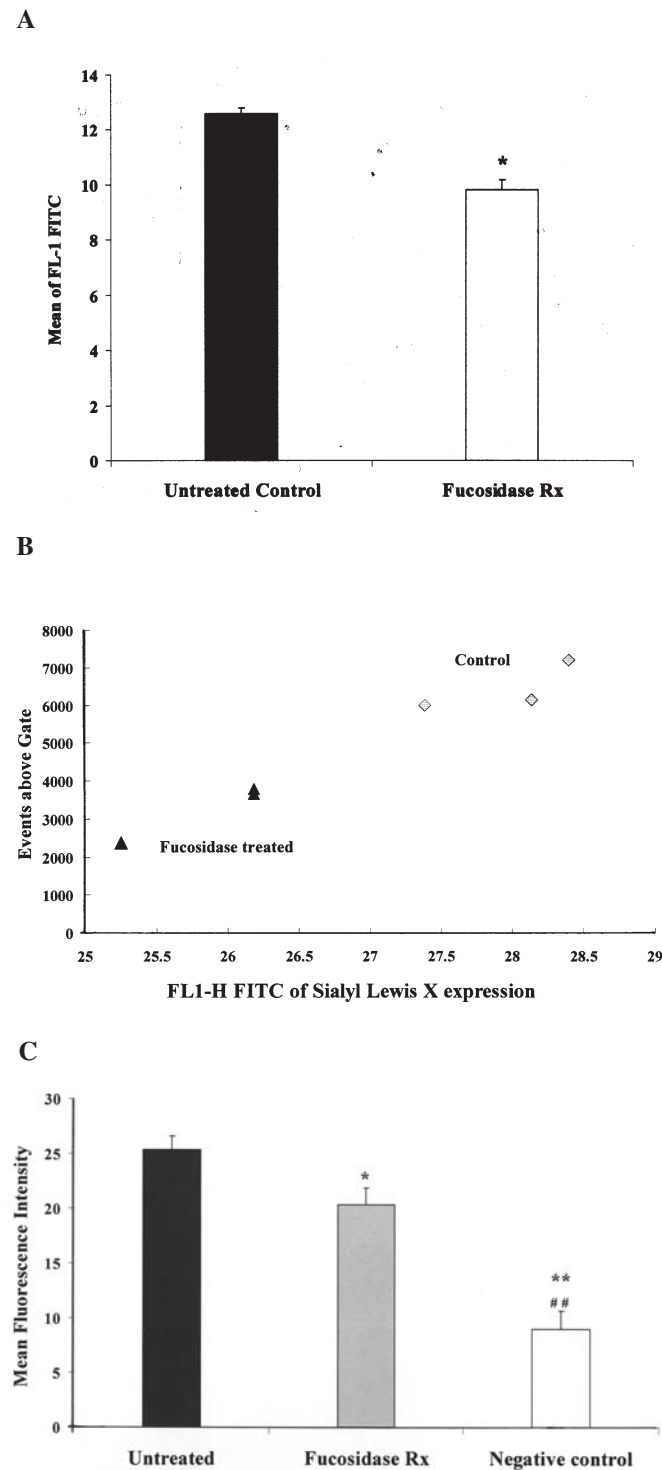 A
14
12
10
8
6
4
2
0
Mean of FL-1 FITC
*
Untreated Control
Fucosidase Rx
B
8000
7000
6000
5000
4000
3000
2000
1000
0
Events above Gate
Control
Fucosidase treated
25
25.5
26
26.5
27
27.5
28
28.5
29
FL1-H FITC of Sialyl Lewis X expression
C
30
25
20
15
10
5
0
Mean Fluorescence Intensity
*
**
##
Untreated
Fucosidase Rx
Negative control